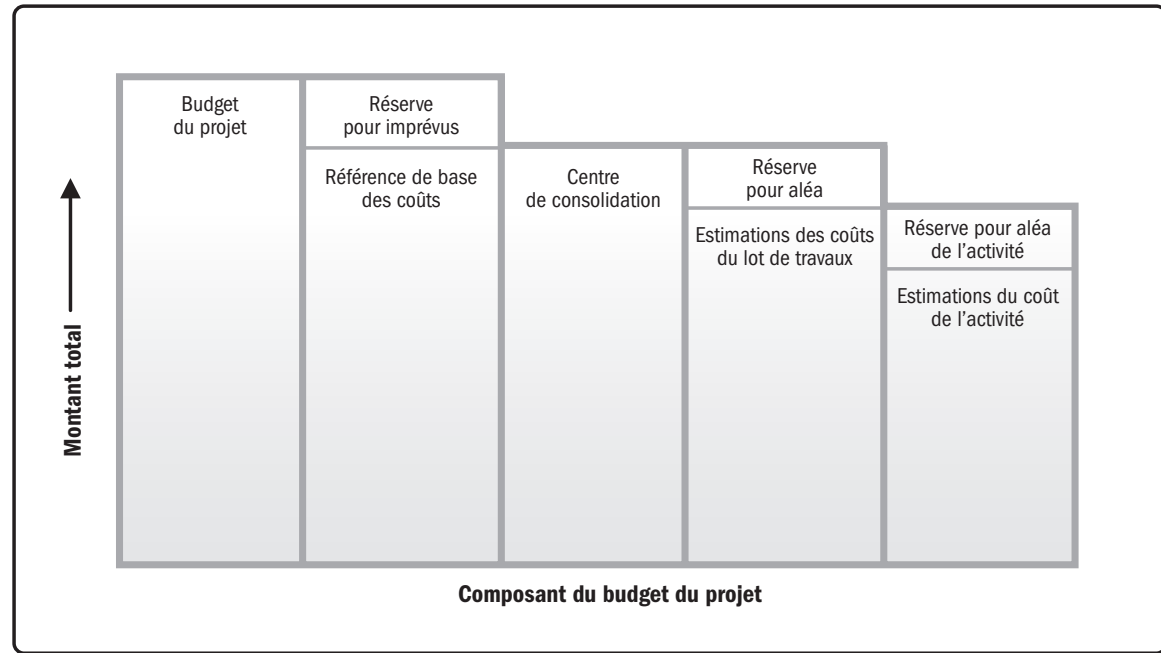 Budget
du projet
Réserve
pour imprévus
Référence de base
des coûts
Centre
de consolidation
Réserve
pour aléa
Estimations des coûts
du lot de travaux
Réserve pour aléa
de l’activité
Estimations du coût
de l’activité
Montant total
Composant du budget du projet